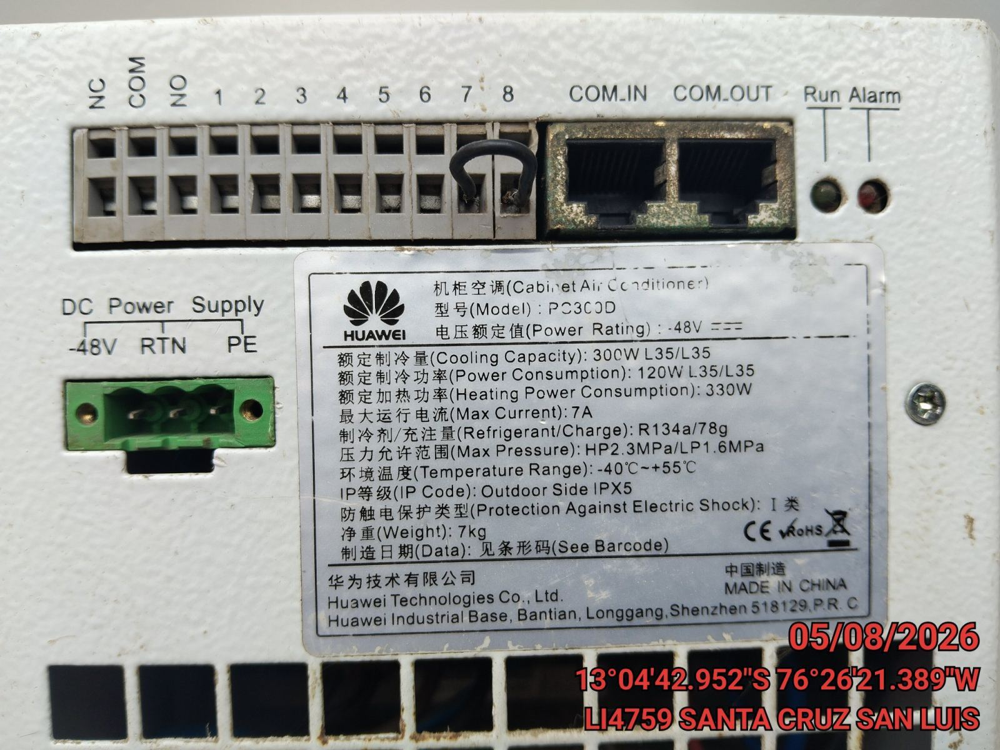 NC COM NO 1 2 3 4 5 6 7 8 COM_IN COM_OUT Run Alarm
DC Power Supply
-48V RTN PE
HUAWEI
机柜空调(Cabinet Air Conditioner)
型号(Model) : PC300D
电压额定值(Power Rating) : -48V
额定制冷量(Cooling Capacity): 300W L35/L35
额定制冷功率(Power Consumption): 120W L35/L35
额定加热功率(Heating Power Consumption): 330W
最大运行电流(Max Current): 7A
制冷剂/充注量(Refrigerant/Charge): R134a/78g
压力允许范围(Max Pressure): HP2.3MPa/LP1.6MPa
环境温度(Temperature Range): -40℃~+55℃
IP等级(IP Code): Outdoor Side IPX5
防触电保护类型(Protection Against Electric Shock): I 类
净重(Weight): 7kg
CE RoHS
制造日期(Data): 见条形码(See Barcode)
华为技术有限公司
Huawei Technologies Co., Ltd.
Huawei Industrial Base, Bantian, Longgang, Shenzhen 518129, P.R. C
中国制造
MADE IN CHINA
05/08/2026
13°04'42.952"S 76°26'21.389"W
LI4759 SANTA CRUZ SAN LUIS